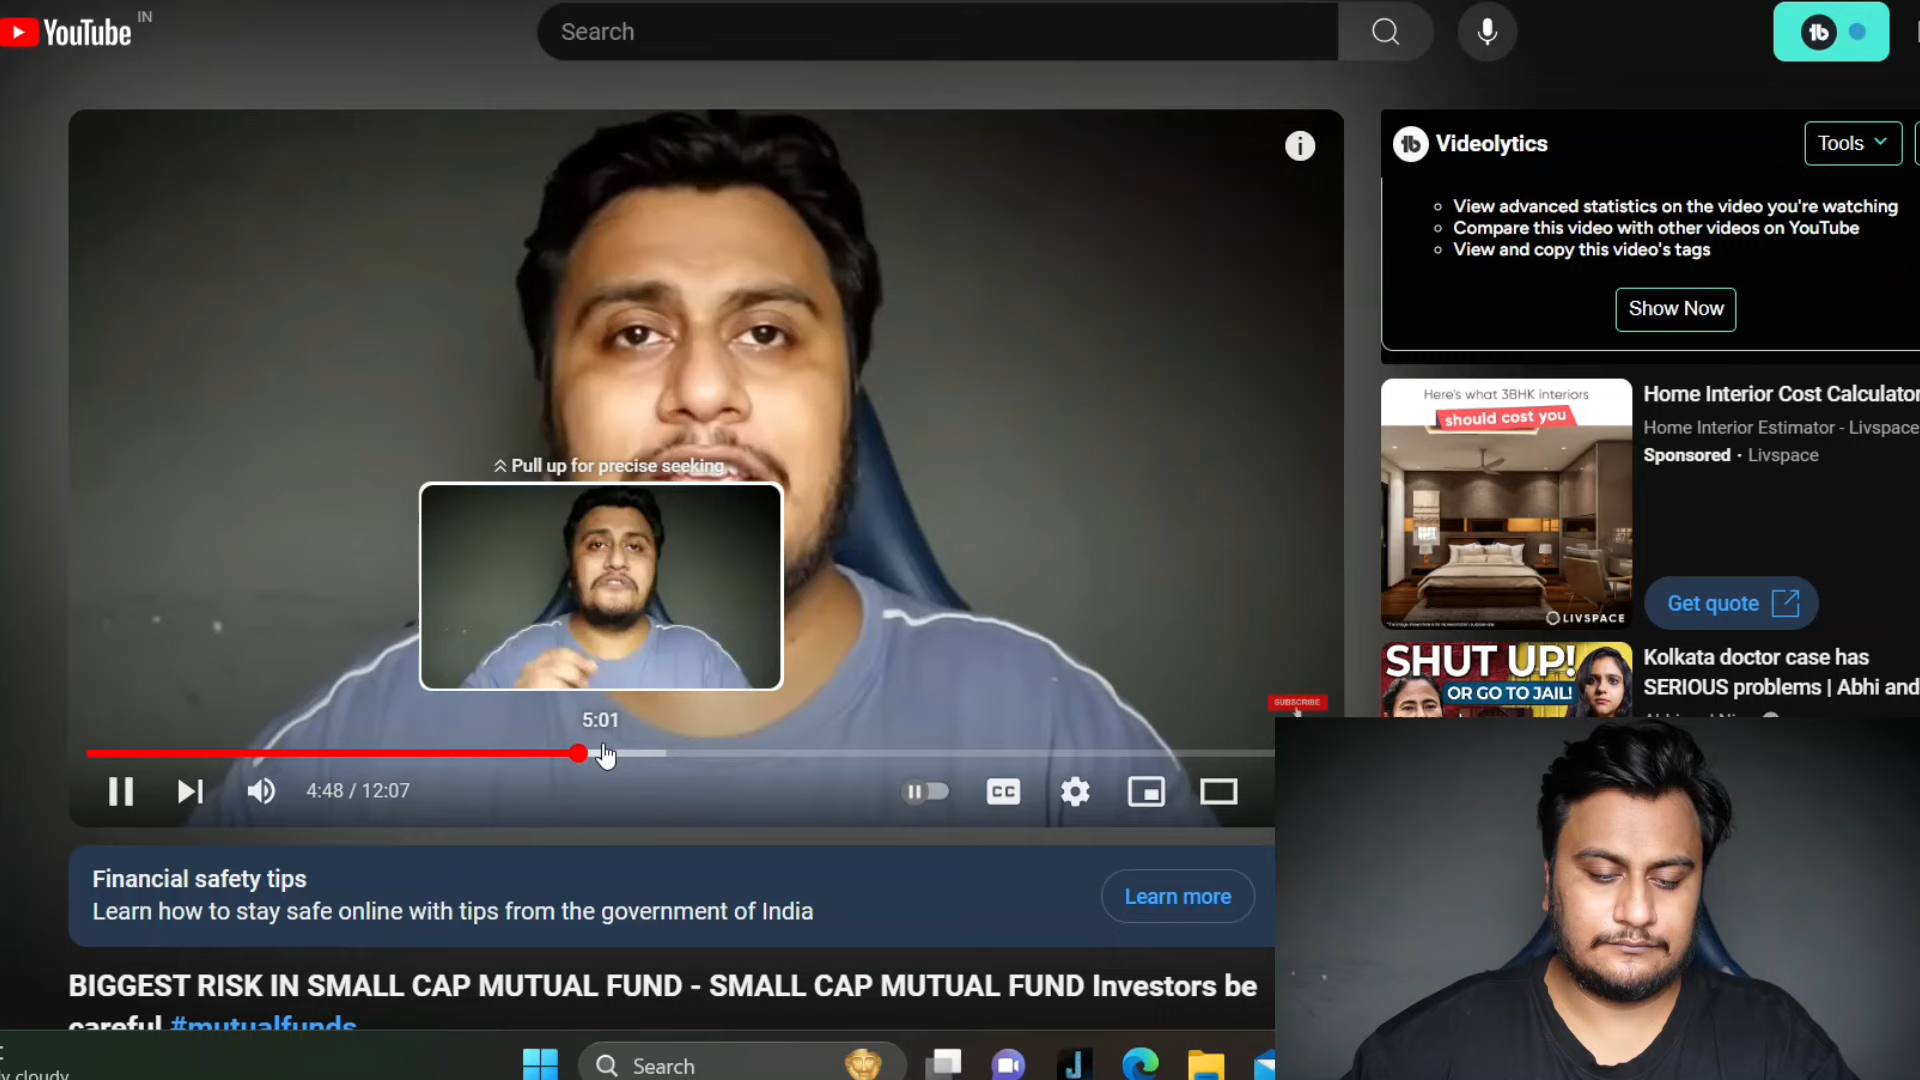 YouTube IN
Search
Videolytics
Tools
View advanced statistics on the video you're watching
Compare this video with other videos on YouTube
View and copy this video's tags
Show Now
Here's what 3BHK interiors
should cost you
LIVSPACE
Home Interior Cost Calculator
Home Interior Estimator - Livspace
Sponsored · Livspace
Get quote
SHUT UP!
OR GO TO JAIL!
Kolkata doctor case has
SERIOUS problems | Abhi and
Pull up for precise seeking
5:01
SUBSCRIBE
4:48 / 12:07
CC
Financial safety tips
Learn how to stay safe online with tips from the government of India
Learn more
BIGGEST RISK IN SMALL CAP MUTUAL FUND - SMALL CAP MUTUAL FUND Investors be
careful #mutualfunds
cloudy
Search